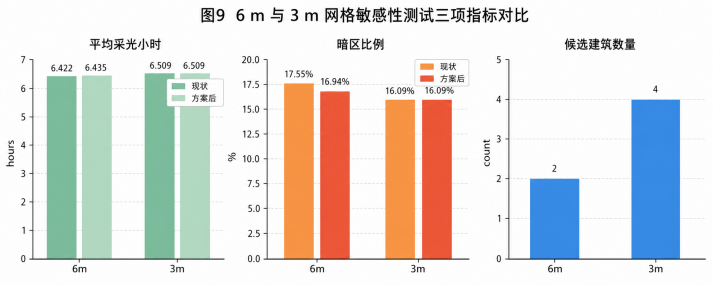 图9 6 m 与 3 m 网格敏感性测试三项指标对比
平均采光小时
hours
7
6
5
4
3
2
1
0
6.422
6.435
6.509
6.509
现状
方案后
6m
3m
暗区比例
%
20.0
17.5
15.0
12.5
10.0
7.5
5.0
2.5
0.0
17.55%
16.94%
16.09%
16.09%
现状
方案后
6m
3m
候选建筑数量
count
5
4
3
2
1
0
2
4
6m
3m